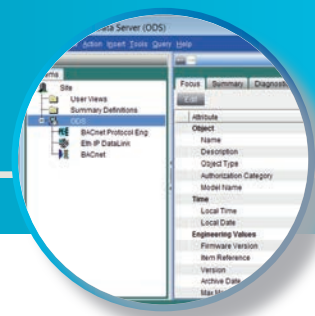 Data Server (ODS)
Action Insert Tools Query Help
Site
User Views
Summary Definitions
ODS
BACnet Protocol Eng
Eth IP DataLink
BACnet
Focus Summary
Edit
Attribute
Object
Name
Description
Object Type
Authorization Category
Model Name
Time
Local Time
Local Date
Engineering Values
Firmware Version
Item Reference
Version
Archive Date